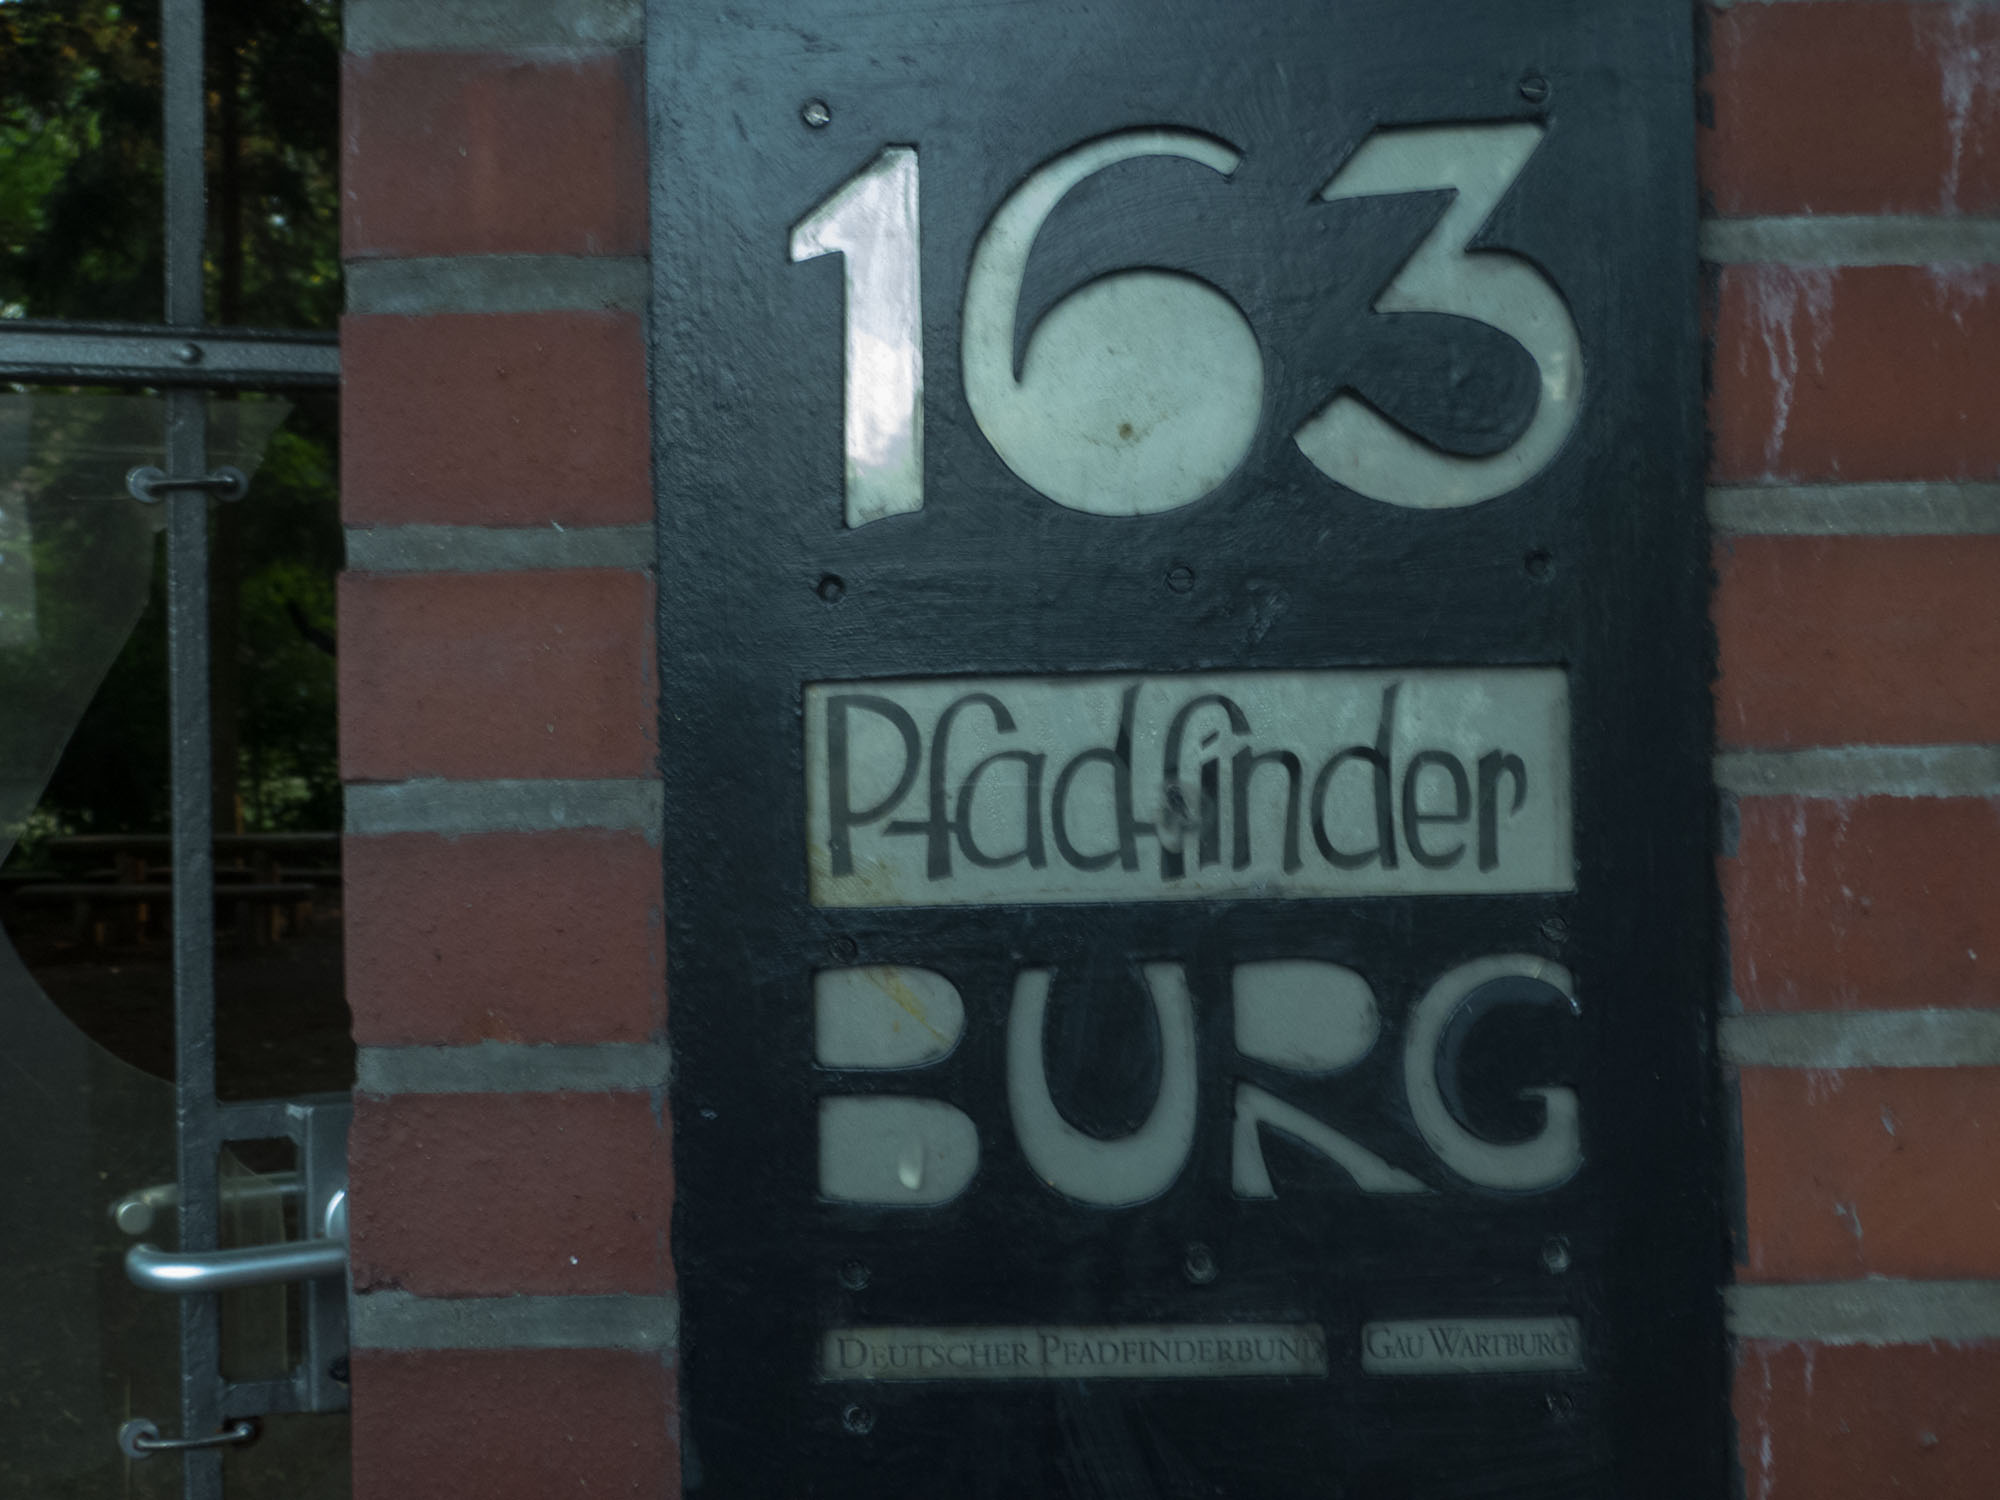 163
Pfadfinder
BURG
DEUTSCHER PFADFINDERBUND GAU WARTBURG